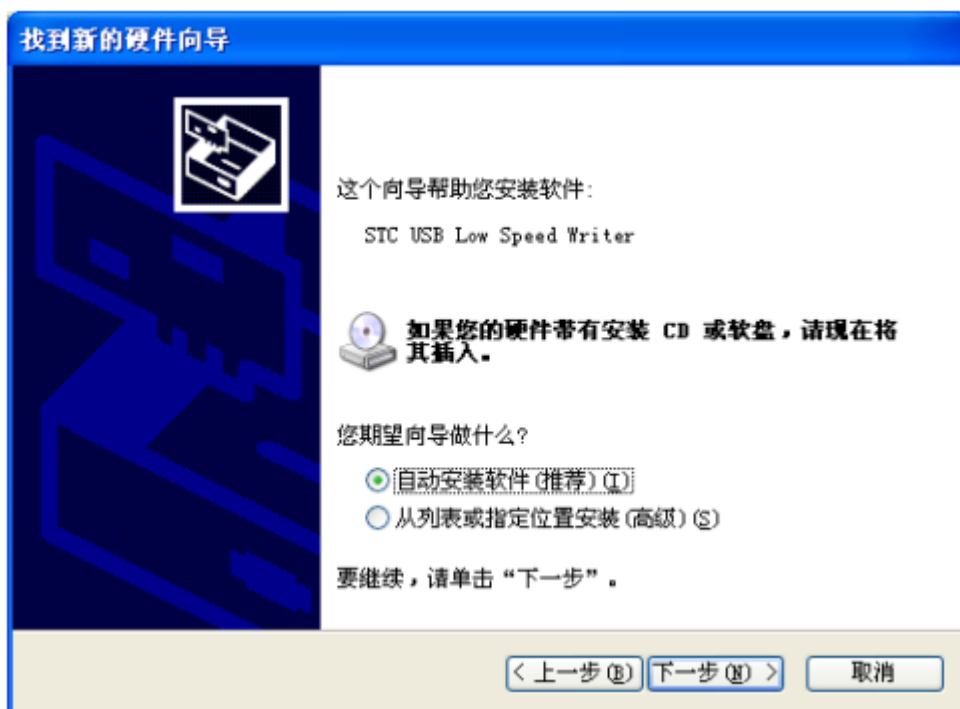 找到新的硬件向导
这个向导帮助您安装软件:
STC USB Low Speed Writer
如果您的硬件带有安装 CD 或软盘，请现在将
其插入。
您期望向导做什么?
自动安装软件(推荐)(I)
从列表或指定位置安装(高级)(S)
要继续，请单击“下一步”。
< 上一步(B) 下一步(N) > 取消